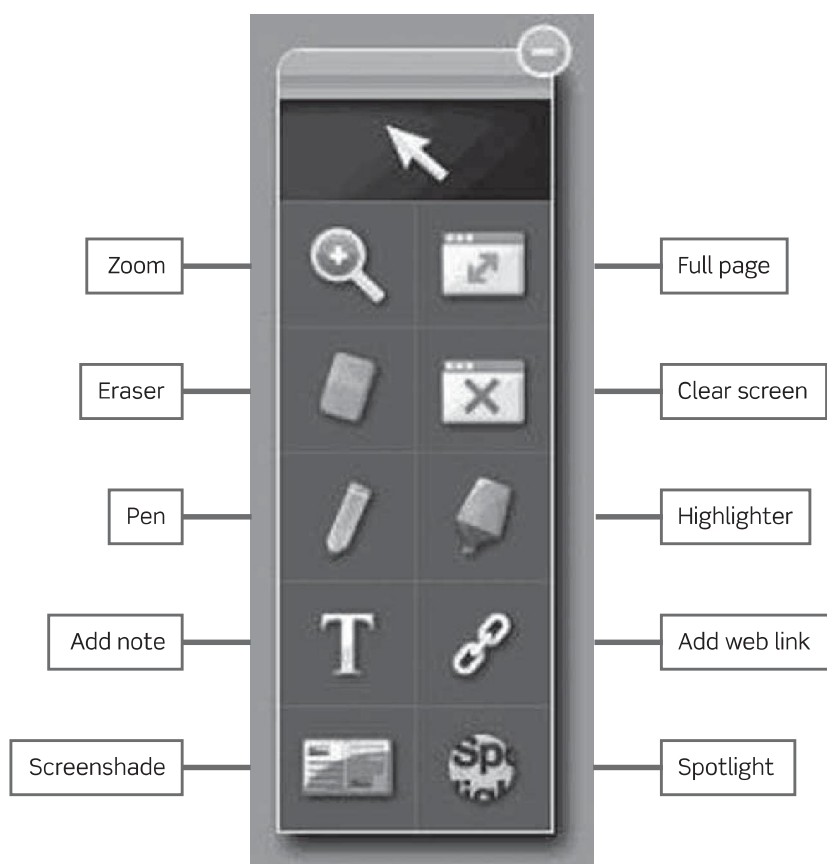 Zoom
Full page
Eraser
Clear screen
Pen
Highlighter
Add note
T
Add web link
Screenshade
Spotlight